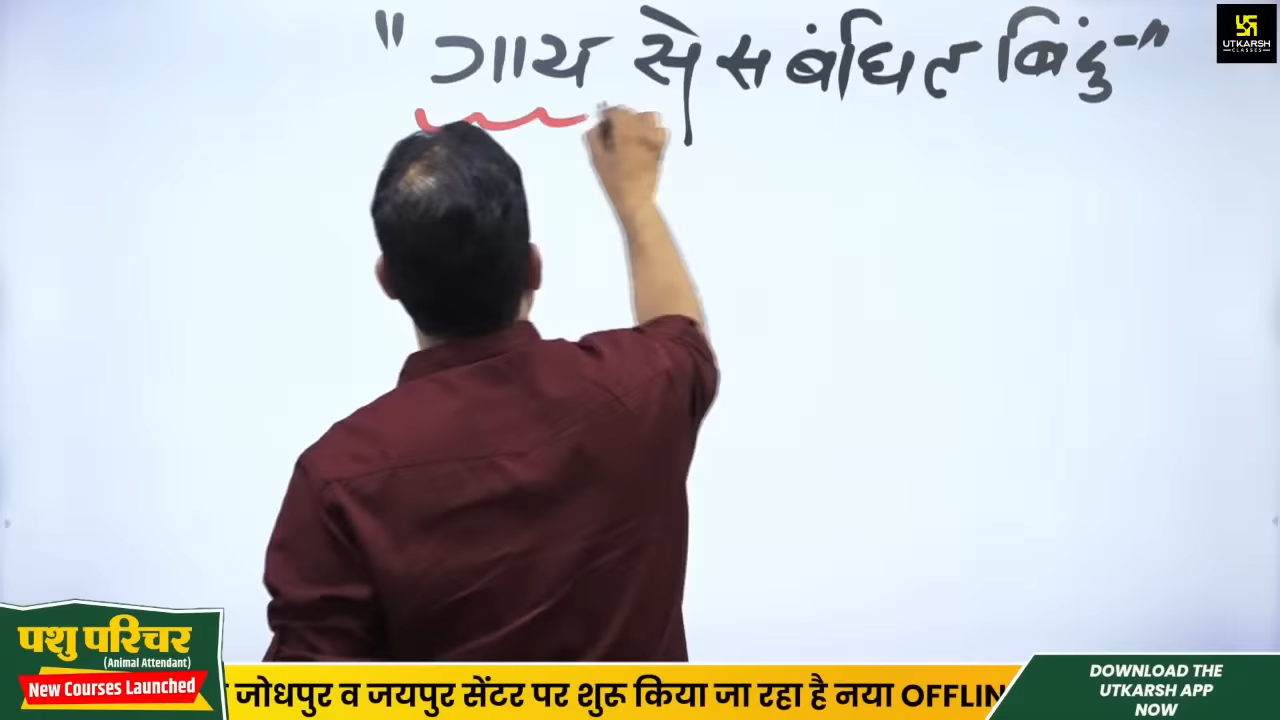 "गाय से संबंधित बिंदु-"
UTKARSH
CLASSES
पशु परिचर
(Animal Attendant)
New Courses Launched
जोधपुर व जयपुर सेंटर पर शुरू किया जा रहा है नया OFFLIN
DOWNLOAD THE
UTKARSH APP
NOW